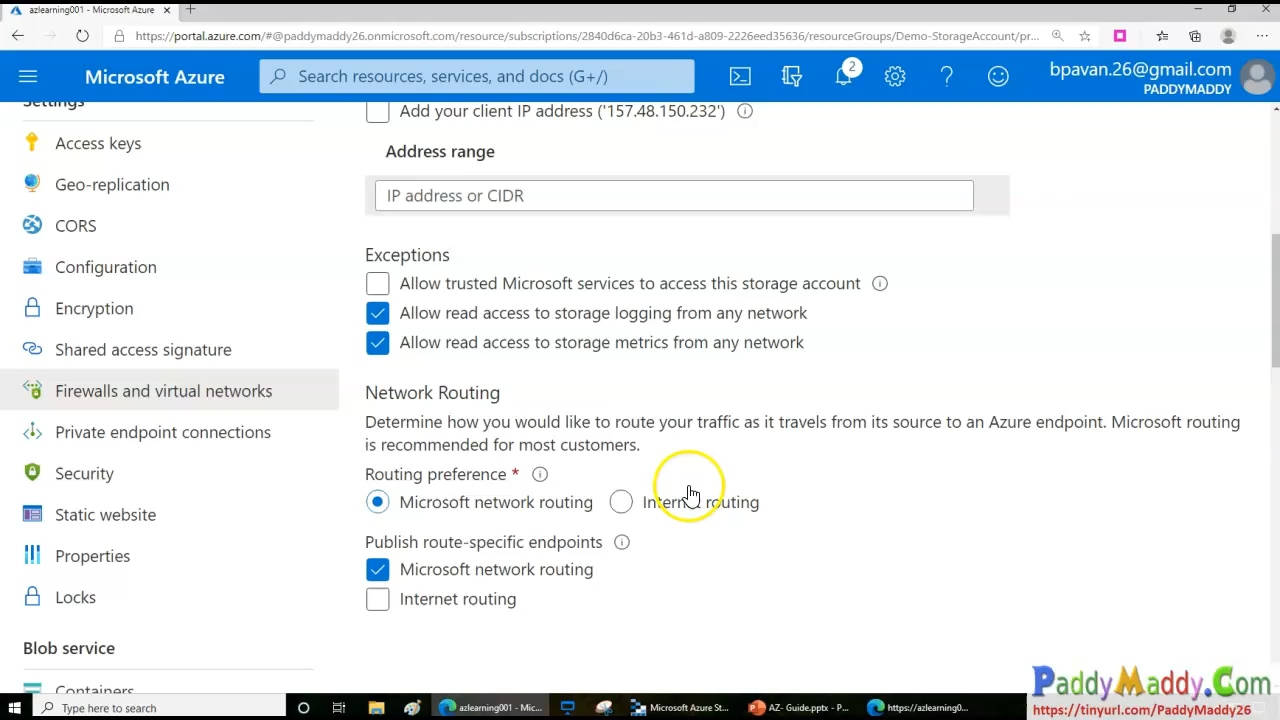 azlearning001 - Microsoft Azure
https://portal.azure.com/#@paddymaddy26.onmicrosoft.com/resource/subscriptions/2840d6ca-20b3-461d-a809-2226eed35636/resourceGroups/Demo-StorageAccount/pr...
Microsoft Azure
Search resources, services, and docs (G+/)
2
bpavan.26@gmail.com
PADDYMADDY
Settings
Access keys
Geo-replication
CORS
Configuration
Encryption
Shared access signature
Firewalls and virtual networks
Private endpoint connections
Security
Static website
Properties
Locks
Blob service
Containers
Add your client IP address ('157.48.150.232')
Address range
IP address or CIDR
Exceptions
Allow trusted Microsoft services to access this storage account
Allow read access to storage logging from any network
Allow read access to storage metrics from any network
Network Routing
Determine how you would like to route your traffic as it travels from its source to an Azure endpoint. Microsoft routing
is recommended for most customers.
Routing preference *
Microsoft network routing
Internet routing
Publish route-specific endpoints
Microsoft network routing
Internet routing
PaddyMaddy.Com
https://tinyurl.com/PaddyMaddy26
Type here to search
azlearning001 - Mic...
Microsoft Azure St...
AZ- Guide.pptx - P...
https://azlearning0...